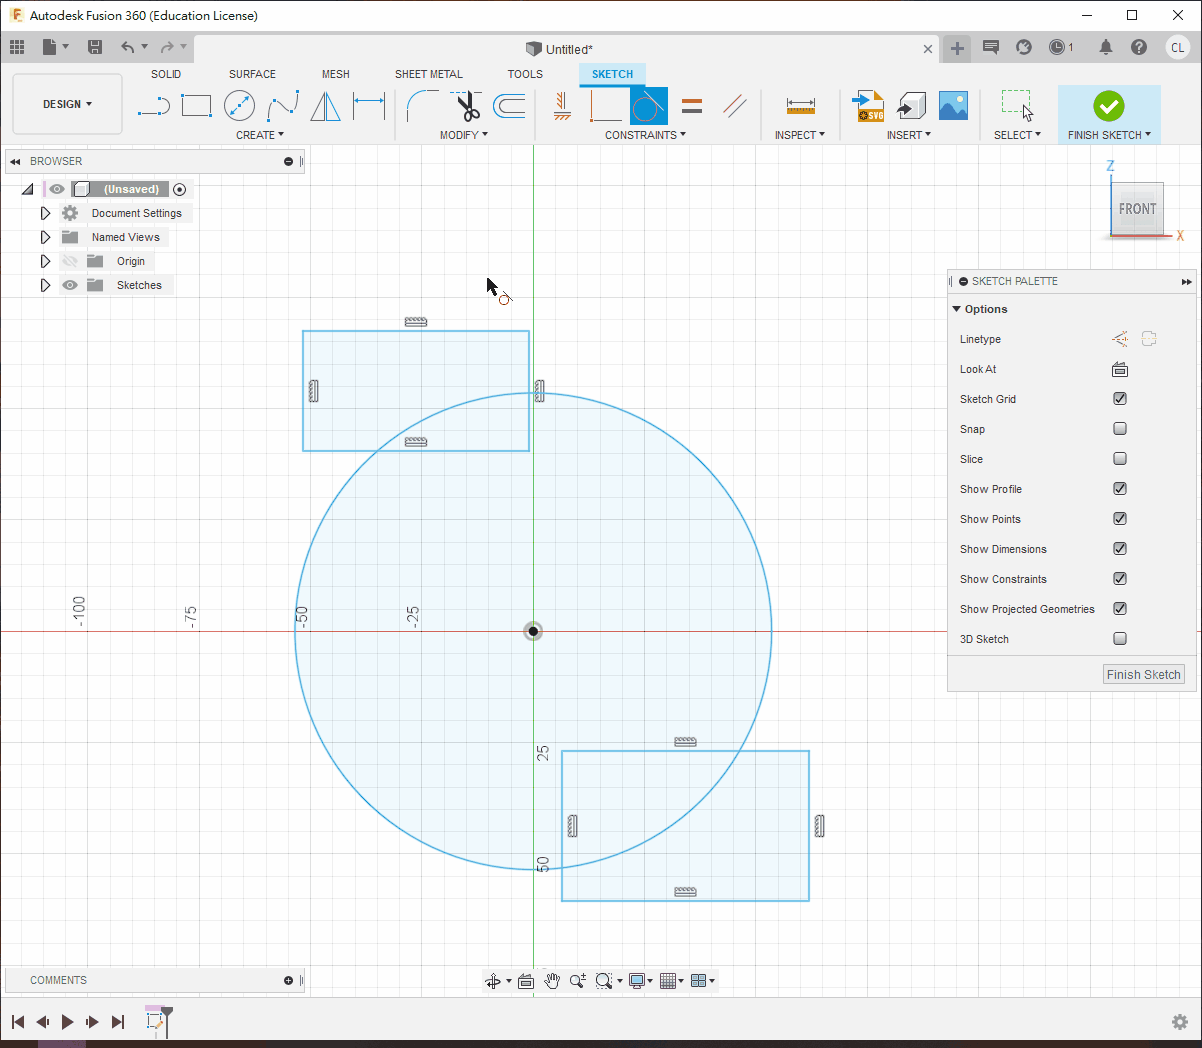 Autodesk Fusion 360 (Education License)
Untitled*
1
CL
DESIGN
SOLID
SURFACE
MESH
SHEET METAL
TOOLS
SKETCH
SVG
CREATE
MODIFY
CONSTRAINTS
INSPECT
INSERT
SELECT
FINISH SKETCH
BROWSER
(Unsaved)
Document Settings
Named Views
Origin
Sketches
Z
FRONT
X
SKETCH PALETTE
Options
Linetype
Look At
Sketch Grid
Snap
Slice
Show Profile
Show Points
Show Dimensions
Show Constraints
Show Projected Geometries
3D Sketch
Finish Sketch
-100
-75
-50
-25
25
50
COMMENTS